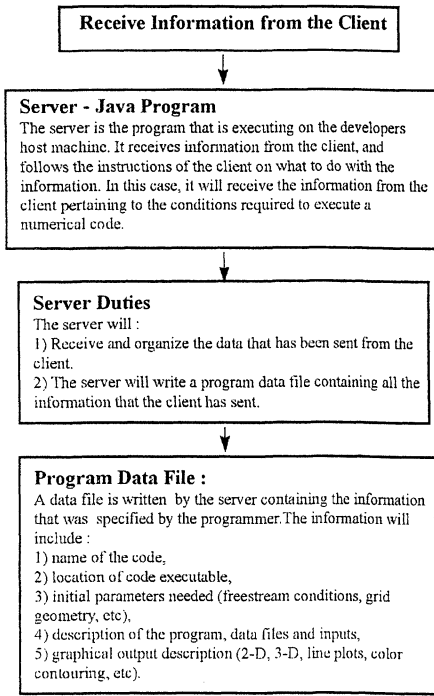 Receive Information from the Client
Server - Java Program
The server is the program that is executing on the developers
host machine. It receives information from the client, and
follows the instructions of the client on what to do with the
information. In this case, it will receive the information from the
client pertaining to the conditions required to execute a
numerical code.
Server Duties
The server will :
1) Receive and organize the data that has been sent from the
client.
2) The server will write a program data file containing all the
information that the client has sent.
Program Data File :
A data file is written by the server containing the information
that was specified by the programmer.The information will
include :
1) name of the code,
2) location of code executable,
3) initial parameters needed (freestream conditions, grid
geometry, etc),
4) description of the program, data files and inputs,
5) graphical output description (2-D, 3-D, line plots, color
contouring, etc).